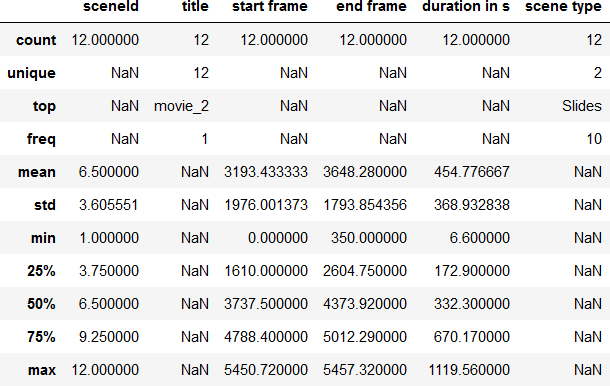 sceneId title start frame end frame duration in s scene type
count 12.000000 12 12.000000 12.000000 12.000000 12
unique NaN 12 NaN NaN NaN 2
top NaN movie_2 NaN NaN NaN Slides
freq NaN 1 NaN NaN NaN 10
mean 6.500000 NaN 3193.433333 3648.280000 454.776667 NaN
std 3.605551 NaN 1976.001373 1793.854356 368.932838 NaN
min 1.000000 NaN 0.000000 350.000000 6.600000 NaN
25% 3.750000 NaN 1610.000000 2604.750000 172.900000 NaN
50% 6.500000 NaN 3737.500000 4373.920000 332.300000 NaN
75% 9.250000 NaN 4788.400000 5012.290000 670.170000 NaN
max 12.000000 NaN 5450.720000 5457.320000 1119.560000 NaN